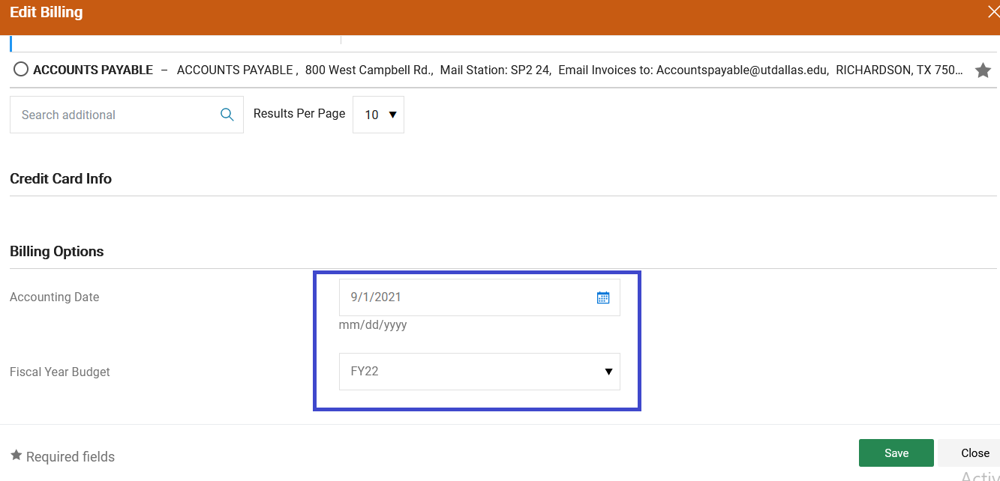 Edit Billing
ACCOUNTS PAYABLE – ACCOUNTS PAYABLE , 800 West Campbell Rd., Mail Station: SP2 24, Email Invoices to: Accountspayable@utdallas.edu, RICHARDSON, TX 750...
Search additional
Results Per Page
10
Credit Card Info
Billing Options
Accounting Date
9/1/2021
mm/dd/yyyy
Fiscal Year Budget
FY22
Required fields
Save
Close